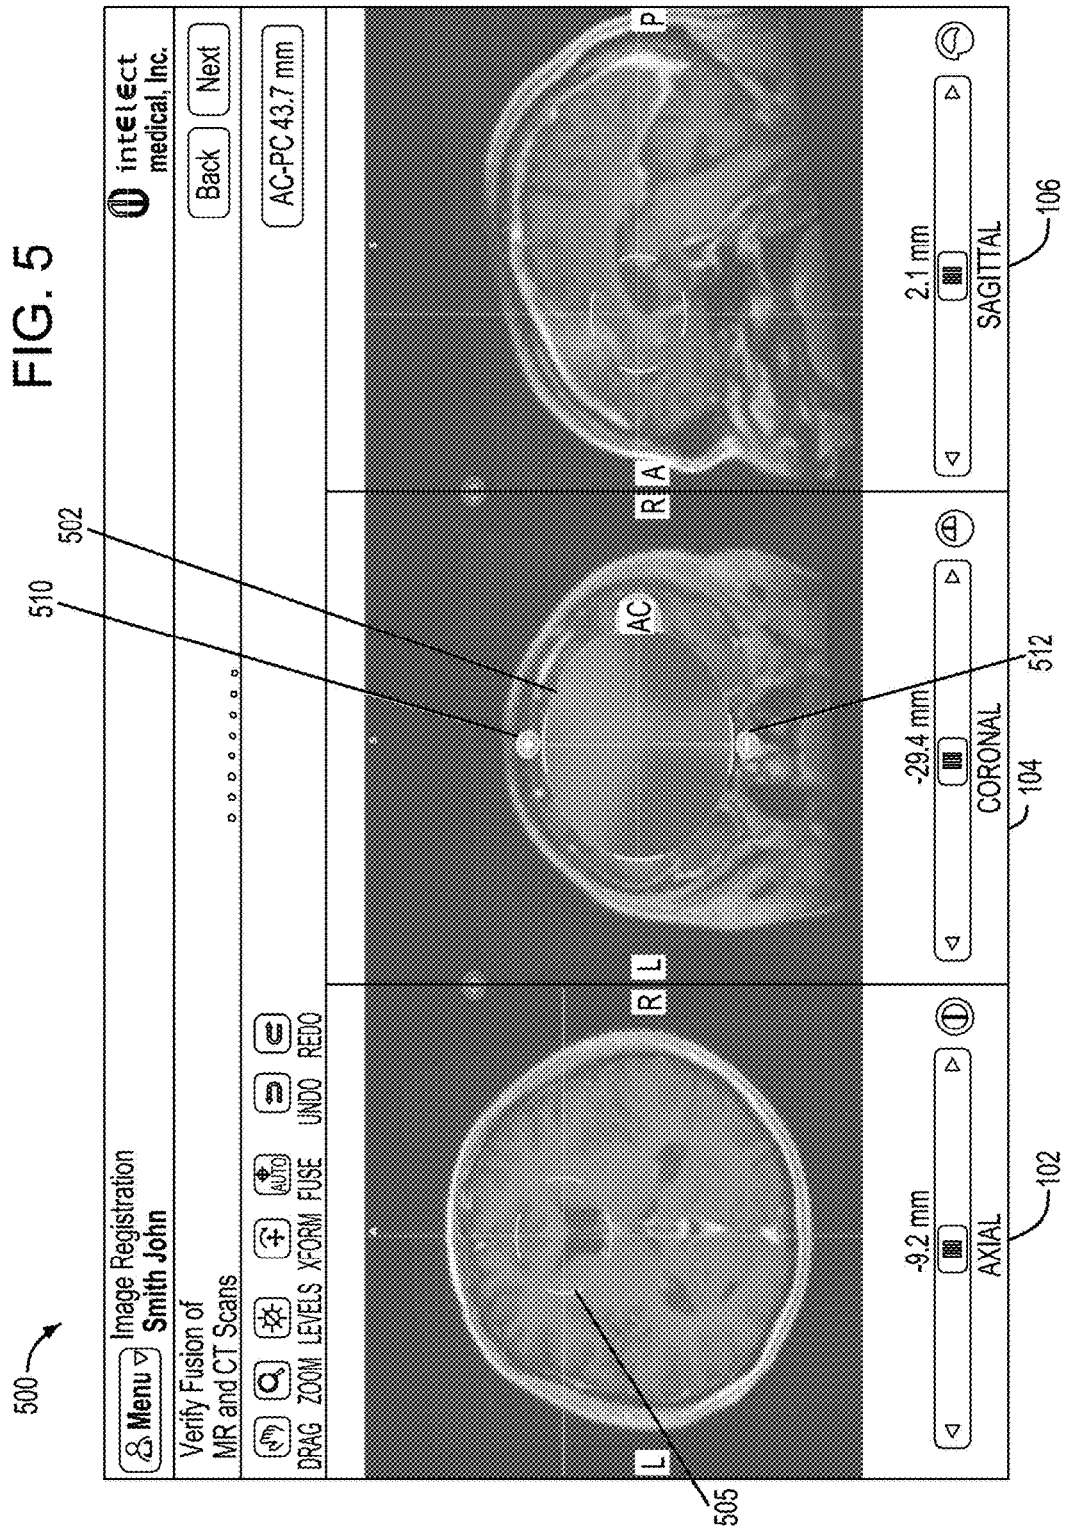 FIG. 5
500
Menu
Image Registration
Smith John
intelect
medical, Inc.
Verify Fusion of
MR and CT Scans
Back
Next
DRAG ZOOM LEVELS XFORM FUSE UNDO REDO
AUTO
AC-PC 43.7 mm
510
502
L
R
L
AC
R
A
P
505
512
-9.2 mm
AXIAL
102
-29.4 mm
CORONAL
104
2.1 mm
SAGITTAL
106